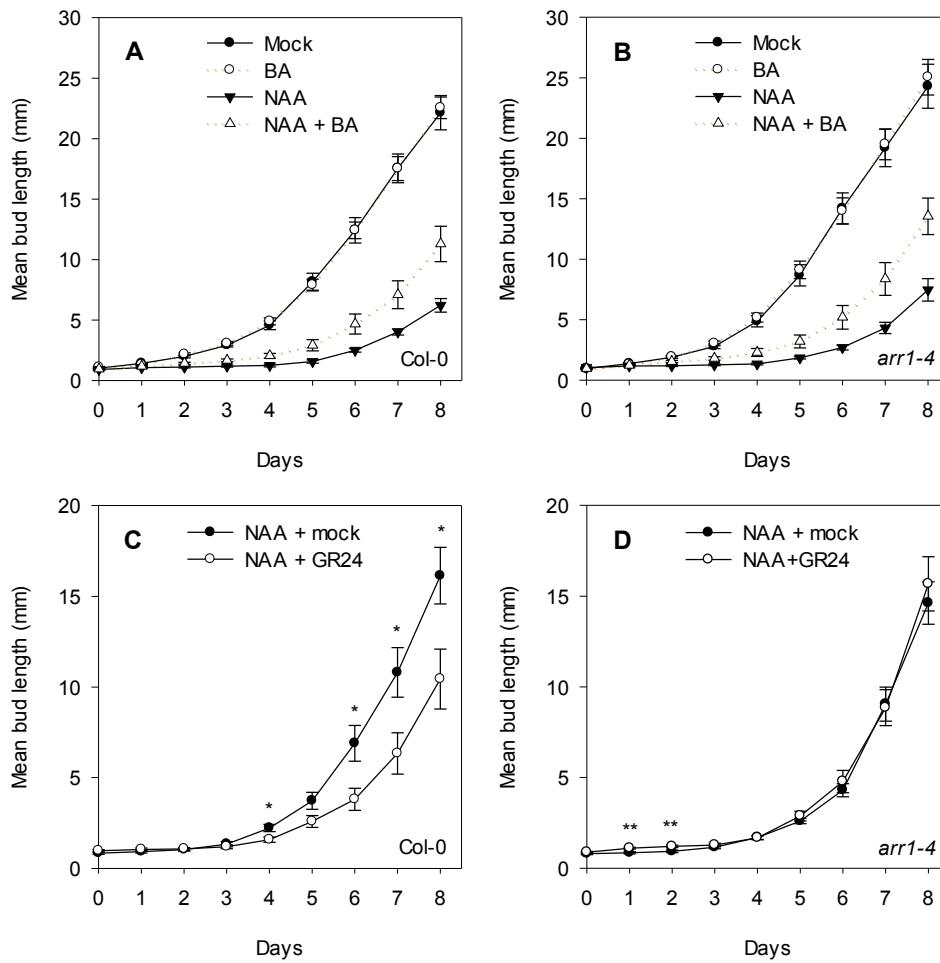 A
Mock
BA
NAA
NAA + BA
Mean bud length (mm)
30
25
20
15
10
5
0
Col-0
0 1 2 3 4 5 6 7 8
Days
B
Mock
BA
NAA
NAA + BA
Mean bud length (mm)
30
25
20
15
10
5
0
arr1-4
0 1 2 3 4 5 6 7 8
Days
C
NAA + mock
NAA + GR24
Mean bud length (mm)
20
15
10
5
0
*
*
*
*
Col-0
0 1 2 3 4 5 6 7 8
Days
D
NAA + mock
NAA+GR24
Mean bud length (mm)
20
15
10
5
0
** **
arr1-4
0 1 2 3 4 5 6 7 8
Days